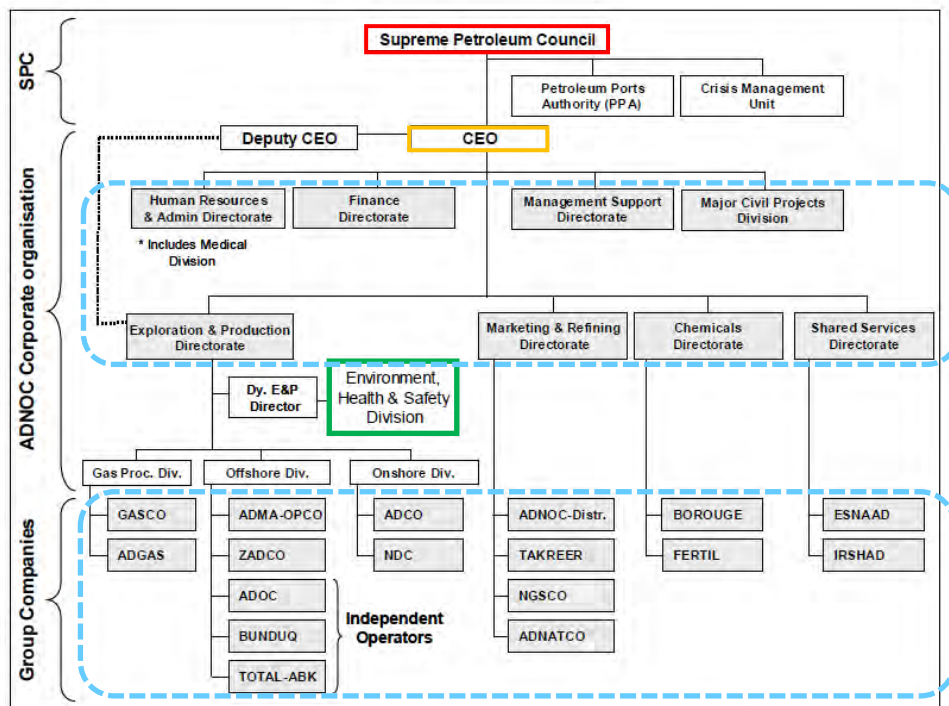 SPC
Supreme Petroleum Council
Petroleum Ports
Authority (PPA)
Crisis Management
Unit
ADNOC Corporate organisation
Deputy CEO
CEO
Human Resources
& Admin Directorate
Finance
Directorate
Management Support
Directorate
Major Civil Projects
Division
* Includes Medical
Division
Exploration & Production
Directorate
Marketing & Refining
Directorate
Chemicals
Directorate
Shared Services
Directorate
Dy. E&P
Director
Environment,
Health & Safety
Division
Gas Proc. Div.
Offshore Div.
Onshore Div.
Group Companies
GASCO
ADMA-OPCO
ADCO
ADNOC-Distr.
BOROUGE
ESNAAD
ADGAS
ZADCO
NDC
TAKREER
FERTIL
IRSHAD
ADOC
NGSCO
Independent
Operators
BUNDUQ
ADNATCO
TOTAL-ABK